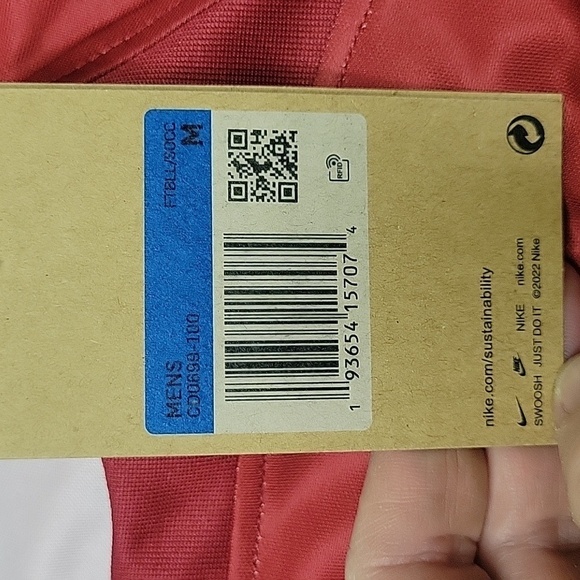 MENS FTBLL/SOCC
CD0699-100 M
RFID
1 93654 15707 4
nike.com/sustainability
NIKE nike.com
SWOOSH JUST DO IT ©2022 Nike